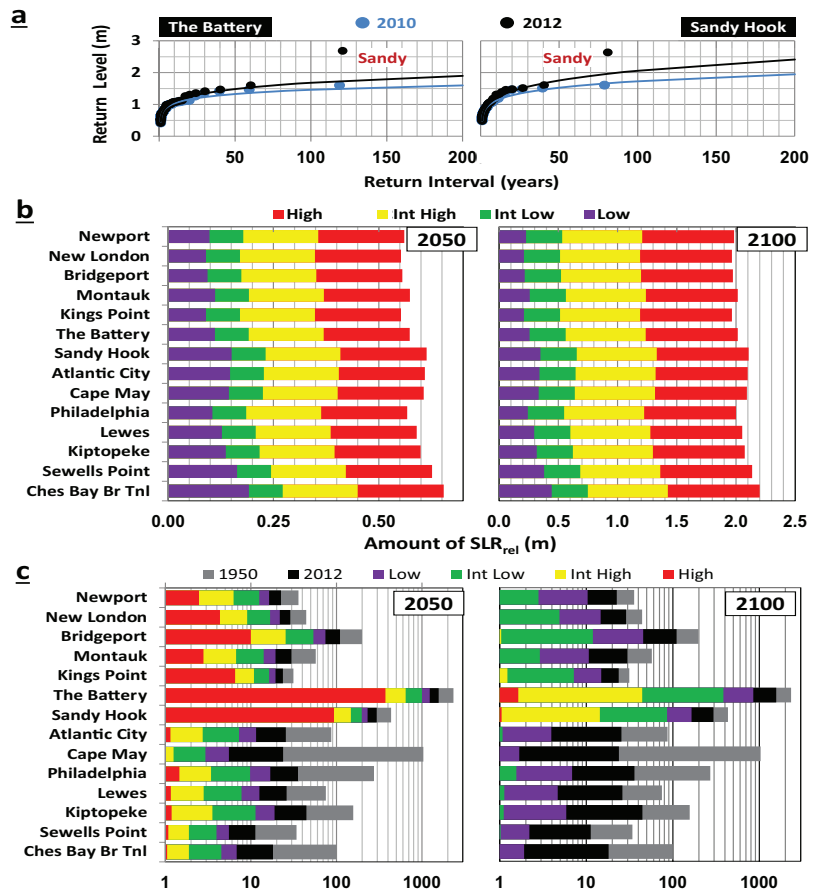 a
The Battery
2010
2012
Sandy Hook
Return Level (m)
3
2
1
0
Sandy
Sandy
50
100
150
200
50
100
150
200
Return Interval (years)
b
High
Int High
Int Low
Low
2050
2100
Newport
New London
Bridgeport
Montauk
Kings Point
The Battery
Sandy Hook
Atlantic City
Cape May
Philadelphia
Lewes
Kiptopeke
Sewells Point
Ches Bay Br Tnl
0.00
0.25
0.50
0.0
0.5
1.0
1.5
2.0
2.5
Amount of SLRrel (m)
c
1950
2012
Low
Int Low
Int High
High
2050
2100
Newport
New London
Bridgeport
Montauk
Kings Point
The Battery
Sandy Hook
Atlantic City
Cape May
Philadelphia
Lewes
Kiptopeke
Sewells Point
Ches Bay Br Tnl
1
10
100
1000
1
10
100
1000